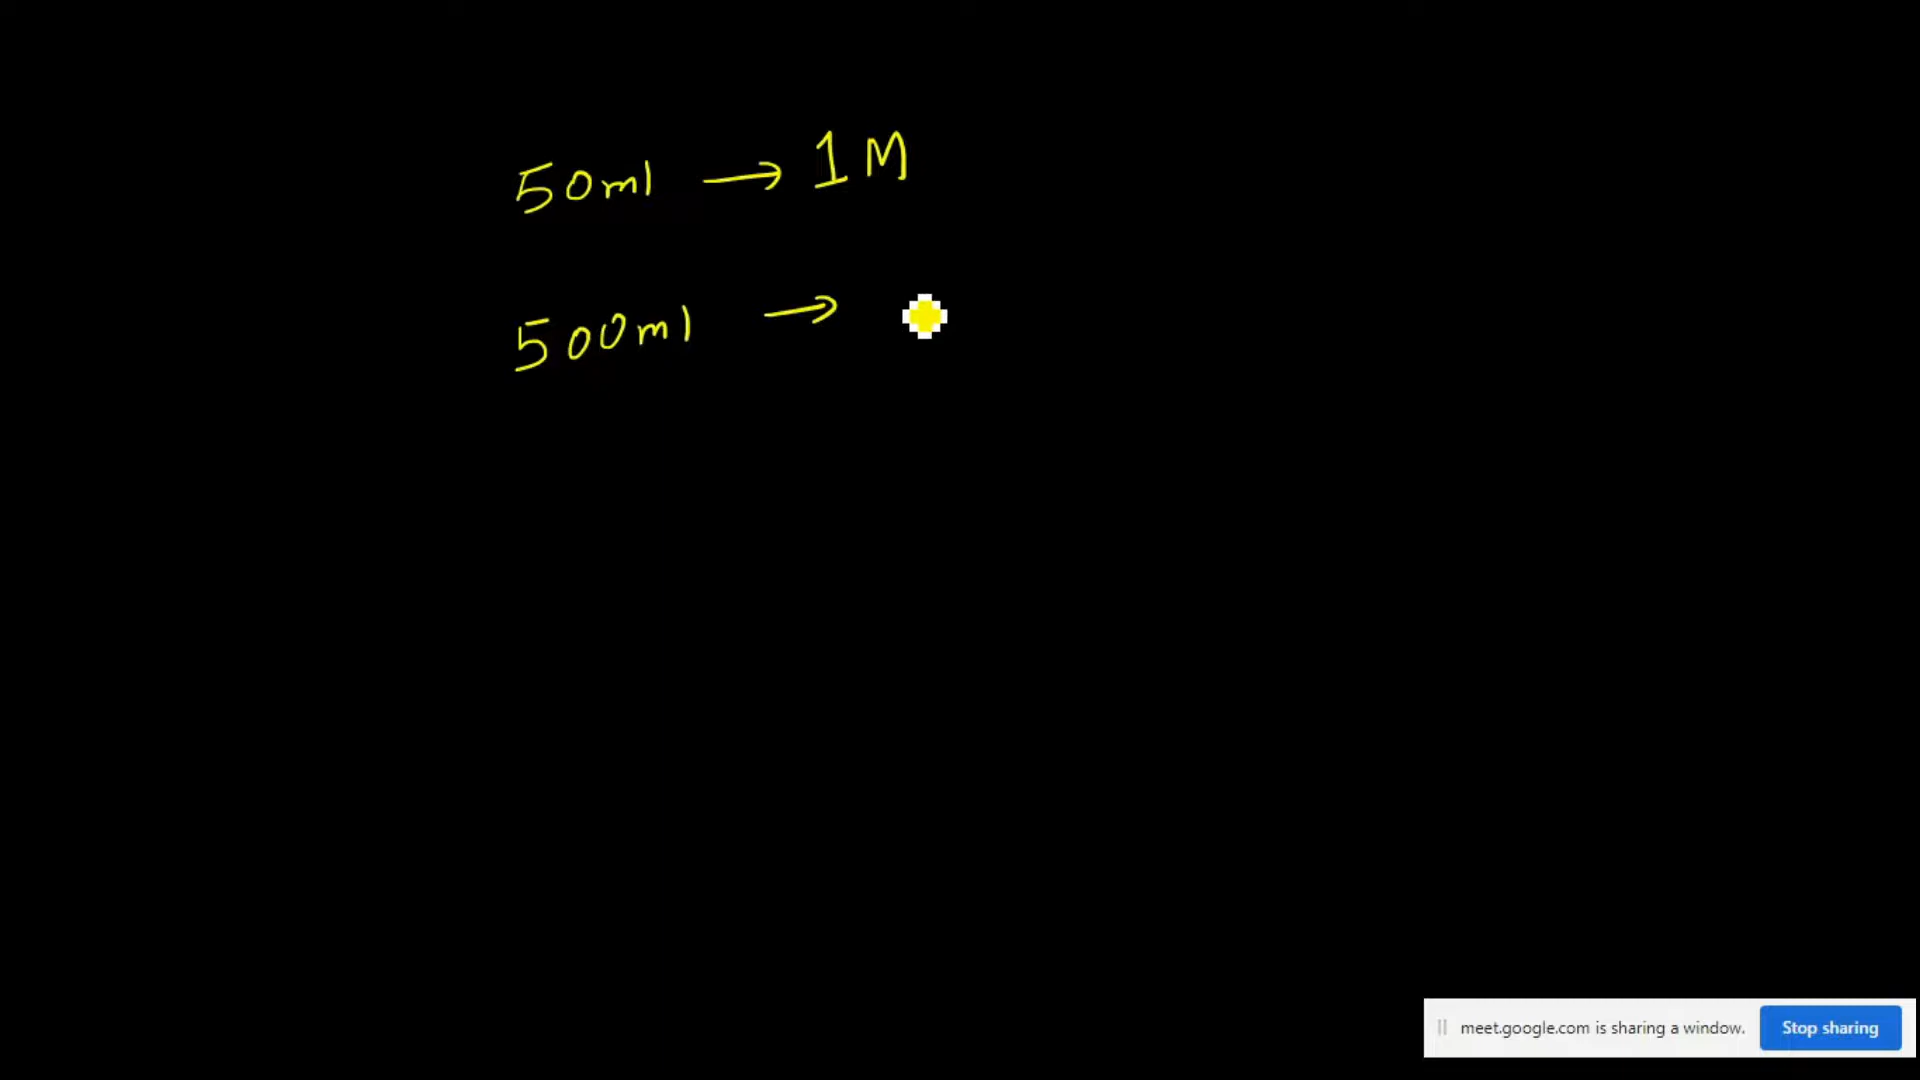 50ml → 1M
500ml →
meet.google.com is sharing a window.
Stop sharing